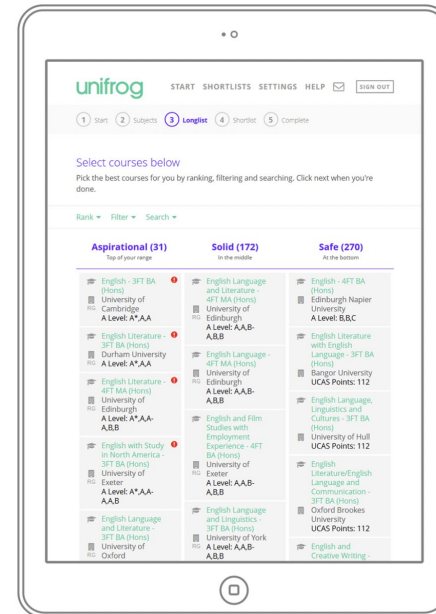 unifrog
START SHORTLISTS SETTINGS HELP SIGN OUT
1 Start 2 Subjects 3 Longlist 4 Shortlist 5 Complete
Select courses below
Pick the best courses for you by ranking, filtering and searching. Click next when you're
done.
Rank Filter Search
Aspirational (31)
Top of your range
English - 3FT BA
(Hons)
University of
RG Cambridge
A Level: A*,A,A
English Literature -
3FT BA (Hons)
Durham University
RG A Level: A*,A,A
English Literature -
4FT MA (Hons)
University of
RG Edinburgh
A Level: A*,A,A-
A,B,B
English with Study
in North America -
3FT BA (Hons)
University of
RG Exeter
A Level: A*,A,A-
A,A,B
English Language
and Literature -
3FT BA (Hons)
University of
RG Oxford
Solid (172)
In the middle
English Language
and Literature -
4FT MA (Hons)
University of
RG Edinburgh
A Level: A,A,B-
A,B,B
English Language -
4FT MA (Hons)
University of
RG Edinburgh
A Level: A,A,B-
A,B,B
English and Film
Studies with
Employment
Experience - 4FT
BA (Hons)
University of
RG Exeter
A Level: A,A,B-
A,B,B
English Language
and Linguistics -
3FT BA (Hons)
University of York
RG A Level: A,A,B-
A,B,B
Safe (270)
At the bottom
English - 4FT BA
(Hons)
Edinburgh Napier
University
A Level: B,B,C
English Literature
with English
Language - 3FT BA
(Hons)
Bangor University
UCAS Points: 112
English Language,
Linguistics and
Cultures - 3FT BA
(Hons)
University of Hull
UCAS Points: 112
English
Literature/English
Language and
Communication -
3FT BA (Hons)
Oxford Brookes
University
UCAS Points: 112
English and
Creative Writing -